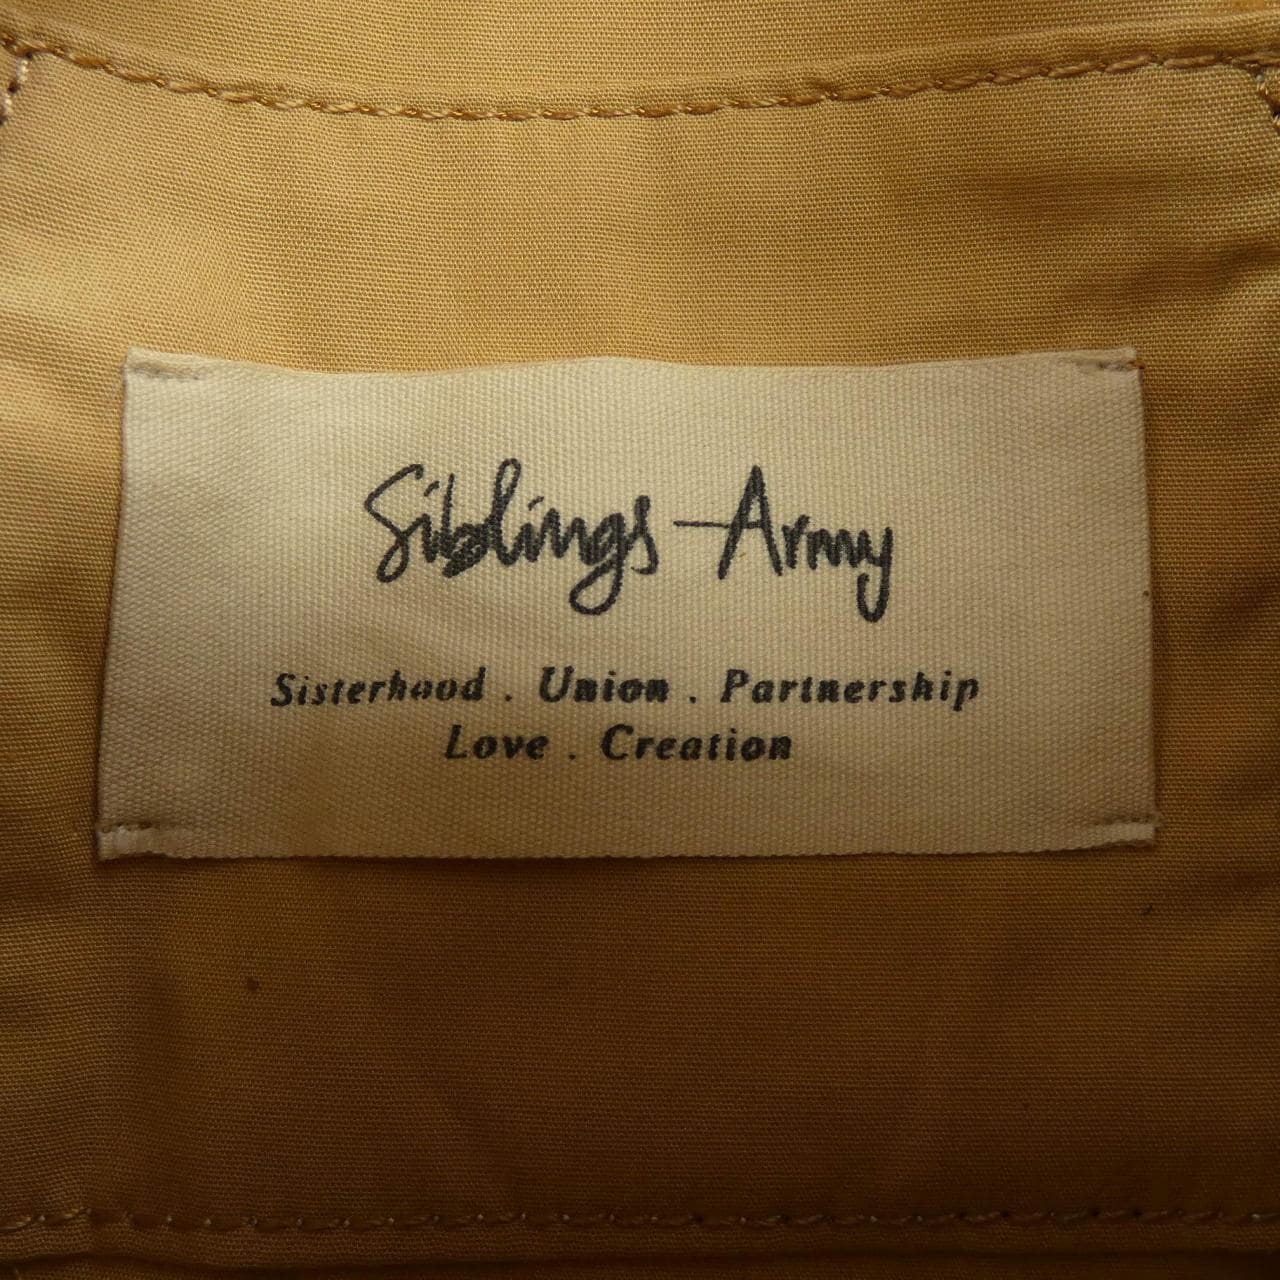 Siblings Army
Sisterhood . Union . Partnership
Love . Creation